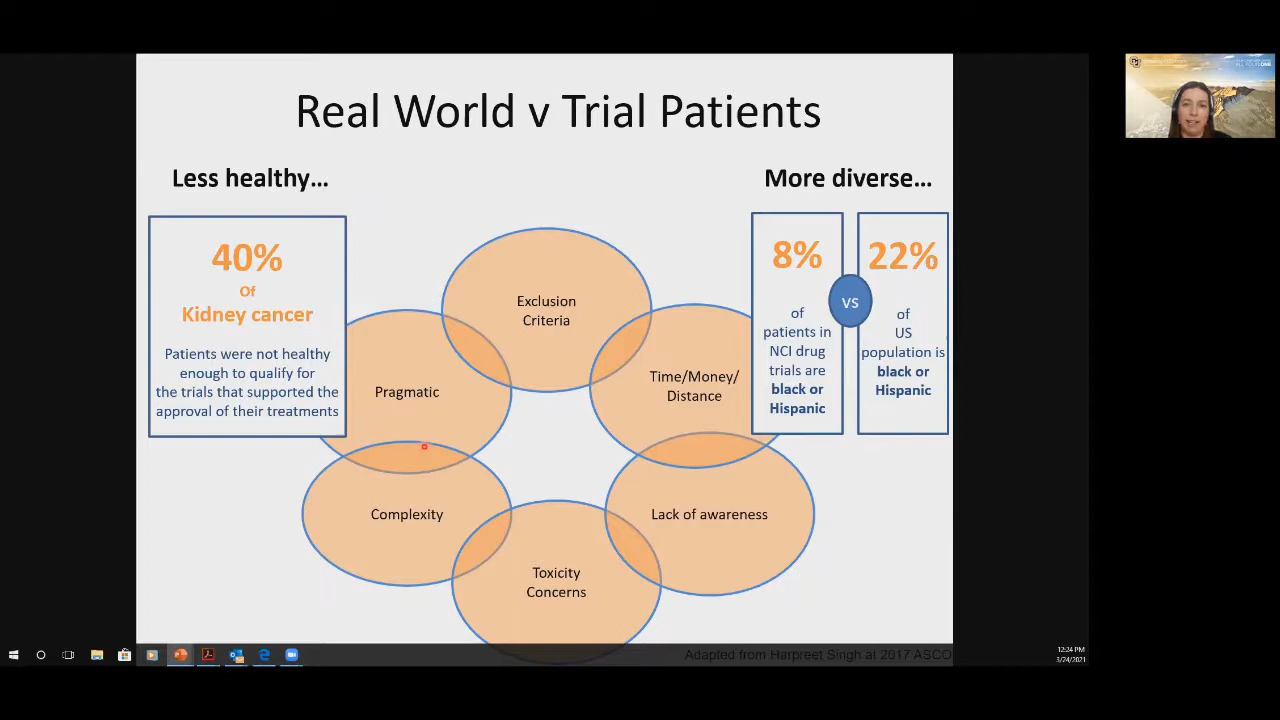 Real World v Trial Patients
Less healthy…
40%
Of
Kidney cancer
Patients were not healthy
enough to qualify for
the trials that supported the
approval of their treatments
More diverse…
8%
of
patients in
NCI drug
trials are
black or
Hispanic
VS
22%
of
US
population is
black or
Hispanic
Exclusion
Criteria
Pragmatic
Time/Money/
Distance
Complexity
Lack of awareness
Toxicity
Concerns
Adapted from Harpreet Singh at 2017 ASCO
12:24 PM
3/24/2021